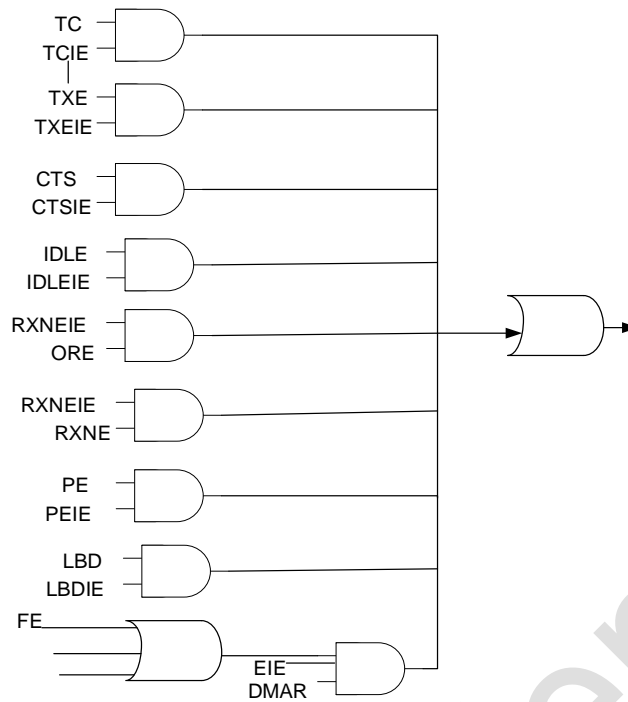 TC
TCIE
TXE
TXEIE
CTS
CTSIE
IDLE
IDLEIE
RXNEIE
ORE
RXNEIE
RXNE
PE
PEIE
LBD
LBDIE
FE
EIE
DMAR